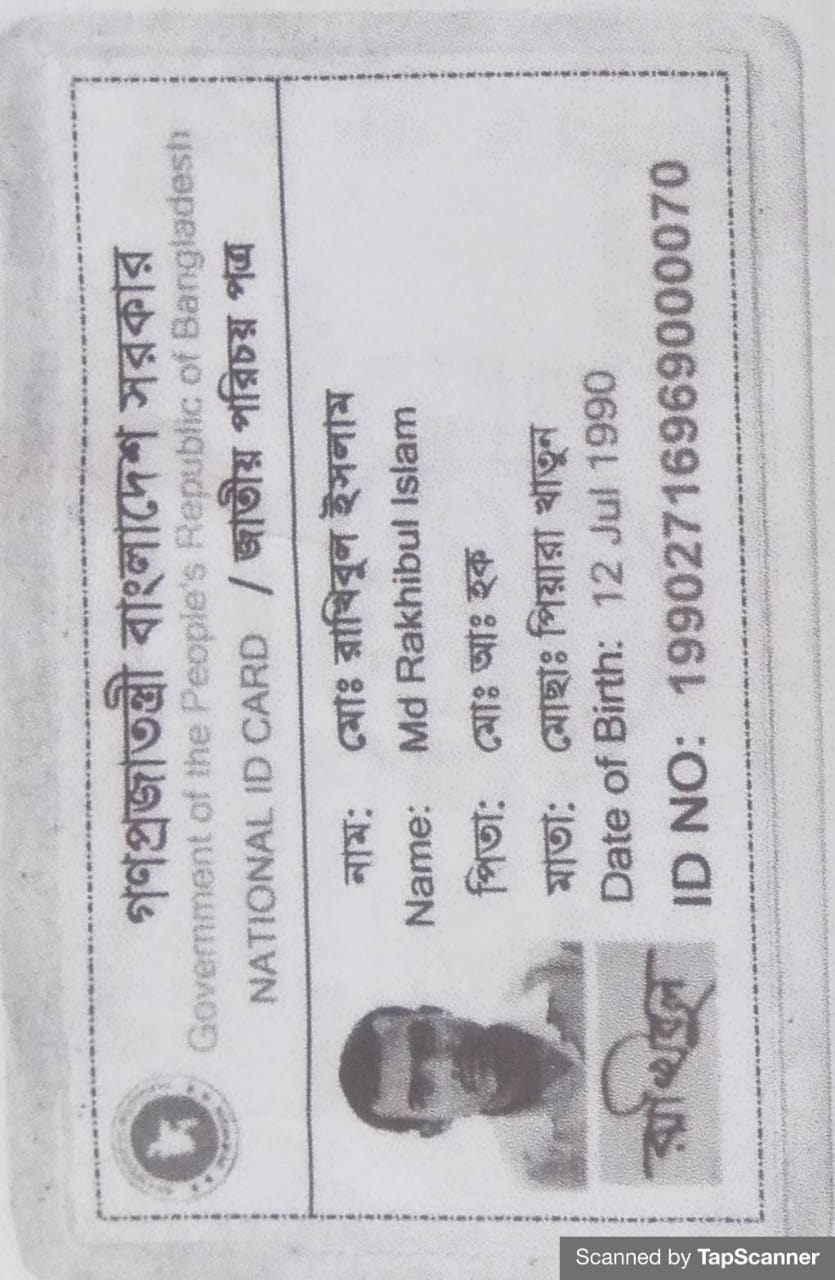 গণপ্রজাতন্ত্রী বাংলাদেশ সরকার
Government of the People's Republic of Bangladesh
NATIONAL ID CARD / জাতীয় পরিচয় পত্র
নাম: মোঃ রাখিবুল ইসলাম
Name: Md Rakhibul Islam
পিতা: মোঃ আঃ হক
মাতা: মোছাঃ পিয়ারা খাতুন
Date of Birth: 12 Jul 1990
ID NO: 19902716969000070
রাখিবুল
Scanned by TapScanner